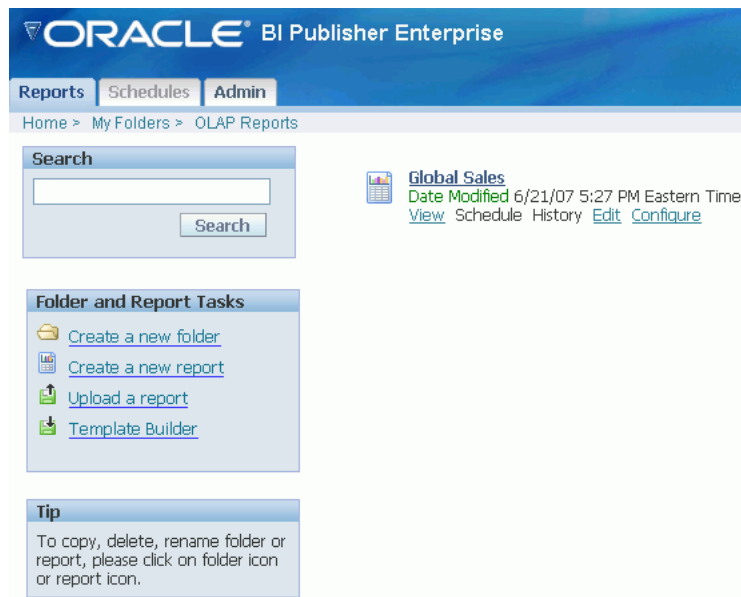 ORACLE® BI Publisher Enterprise
Reports Schedules Admin
Home > My Folders > OLAP Reports
Search
Search
Global Sales
Date Modified 6/21/07 5:27 PM Eastern Time
View Schedule History Edit Configure
Folder and Report Tasks
Create a new folder
Create a new report
Upload a report
Template Builder
Tip
To copy, delete, rename folder or
report, please click on folder icon
or report icon.